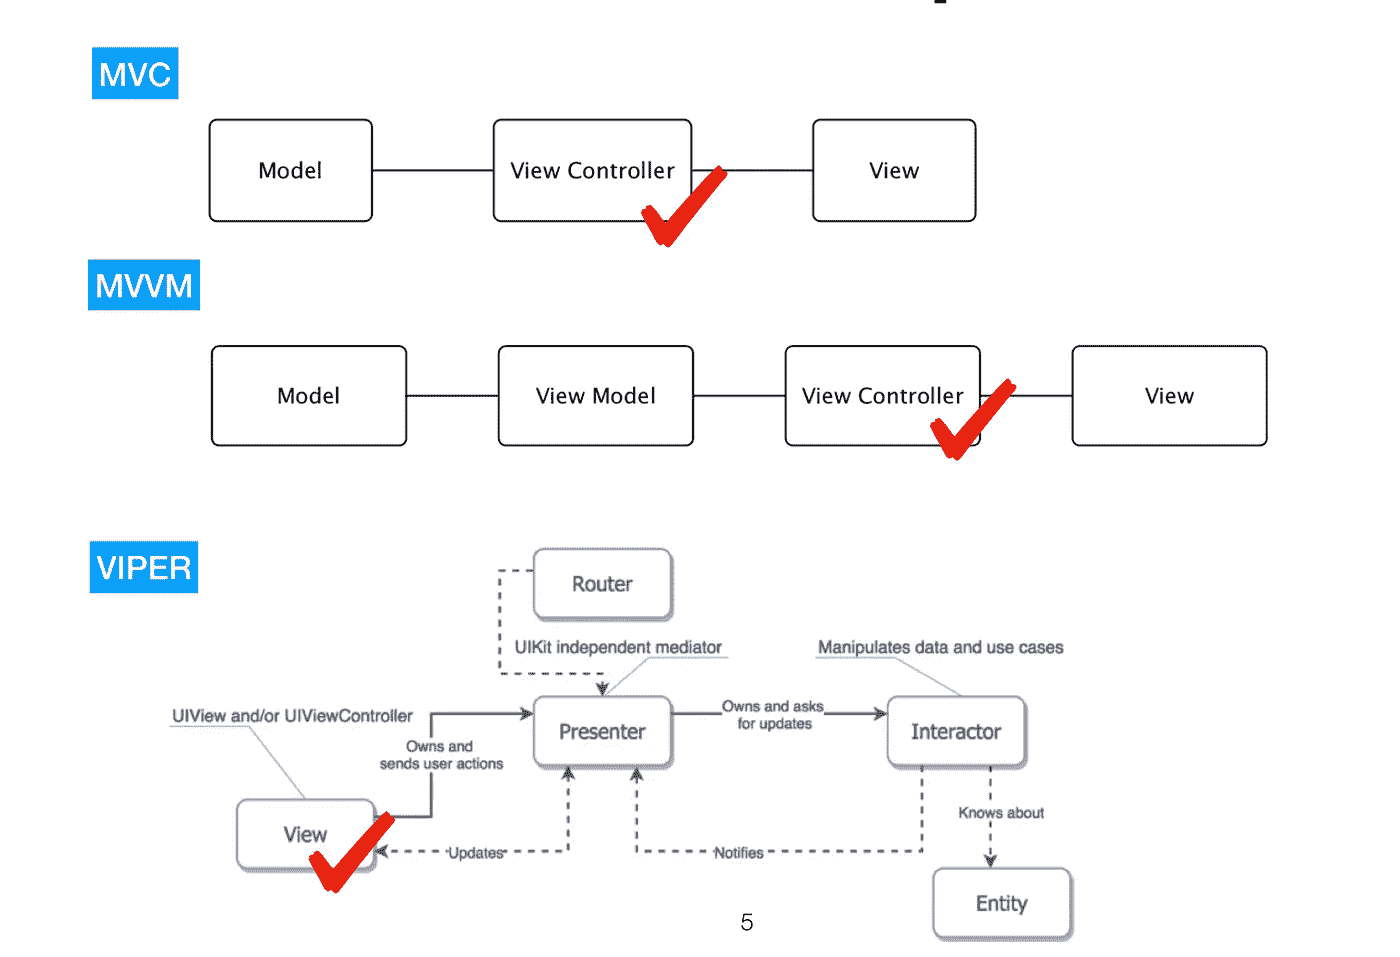 MVC
Model
View Controller
View
MVVM
Model
View Model
View Controller
View
VIPER
Router
UIKit independent mediator
Manipulates data and use cases
UIView and/or UIViewController
Presenter
Owns and asks
for updates
Interactor
Owns and
sends user actions
View
Updates
Notifies
Knows about
Entity
5